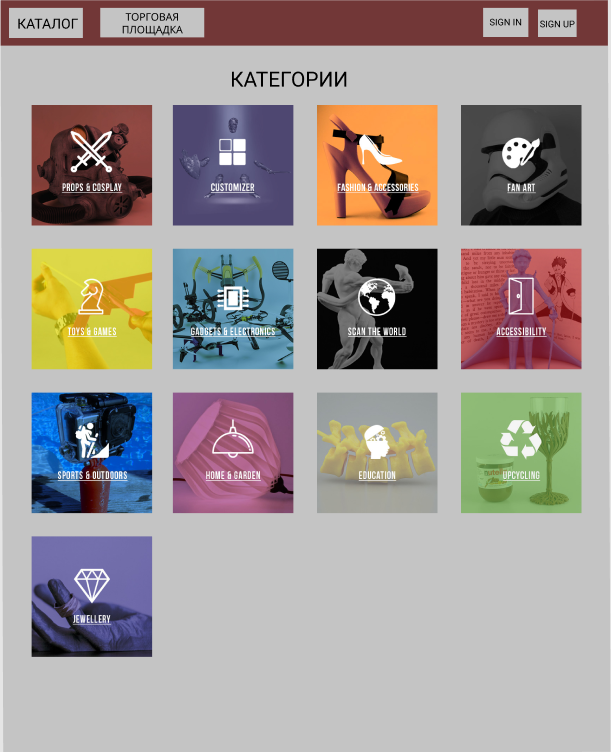 КАТАЛОГ
ТОРГОВАЯ
ПЛОЩАДКА
SIGN IN
SIGN UP
КАТЕГОРИИ
PROPS & COSPLAY
CUSTOMIZER
FASHION & ACCESSORIES
FAN ART
TOYS & GAMES
GADGETS & ELECTRONICS
SCAN THE WORLD
ACCESSIBILITY
SPORTS & OUTDOORS
HOME & GARDEN
EDUCATION
UPCYCLING
JEWELLERY